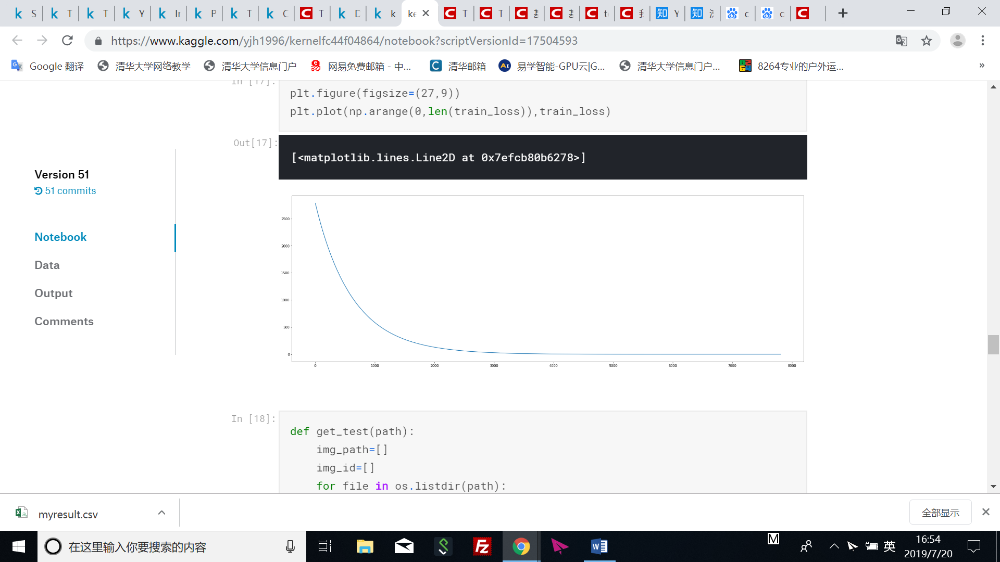 S
T
T
Y
P
T
C
T
D
k
ke
T
T
Y
c
c
https://www.kaggle.com/yjh1996/kernelfc44f04864/notebook?scriptVersionId=17504593
Google 翻译
清华大学网络教学
清华大学信息门户
网易免费邮箱 - 中...
清华邮箱
易学智能-GPU云|G...
清华大学信息门户...
8264专业的户外运...
»
In [17]:
plt.figure(figsize=(27,9))
plt.plot(np.arange(0,len(train_loss)),train_loss)
Out[17]:
[<matplotlib.lines.Line2D at 0x7efcb80b6278>]
Version 51
51 commits
Notebook
Data
Output
Comments
2500
2000
1500
1000
500
0
0
1000
2000
3000
4000
5000
6000
7000
8000
In [18]:
def get_test(path):
img_path=[]
img_id=[]
for file in os.listdir(path):
myresult.csv
全部显示
在这里输入你要搜索的内容
M
英
16:54
2019/7/20